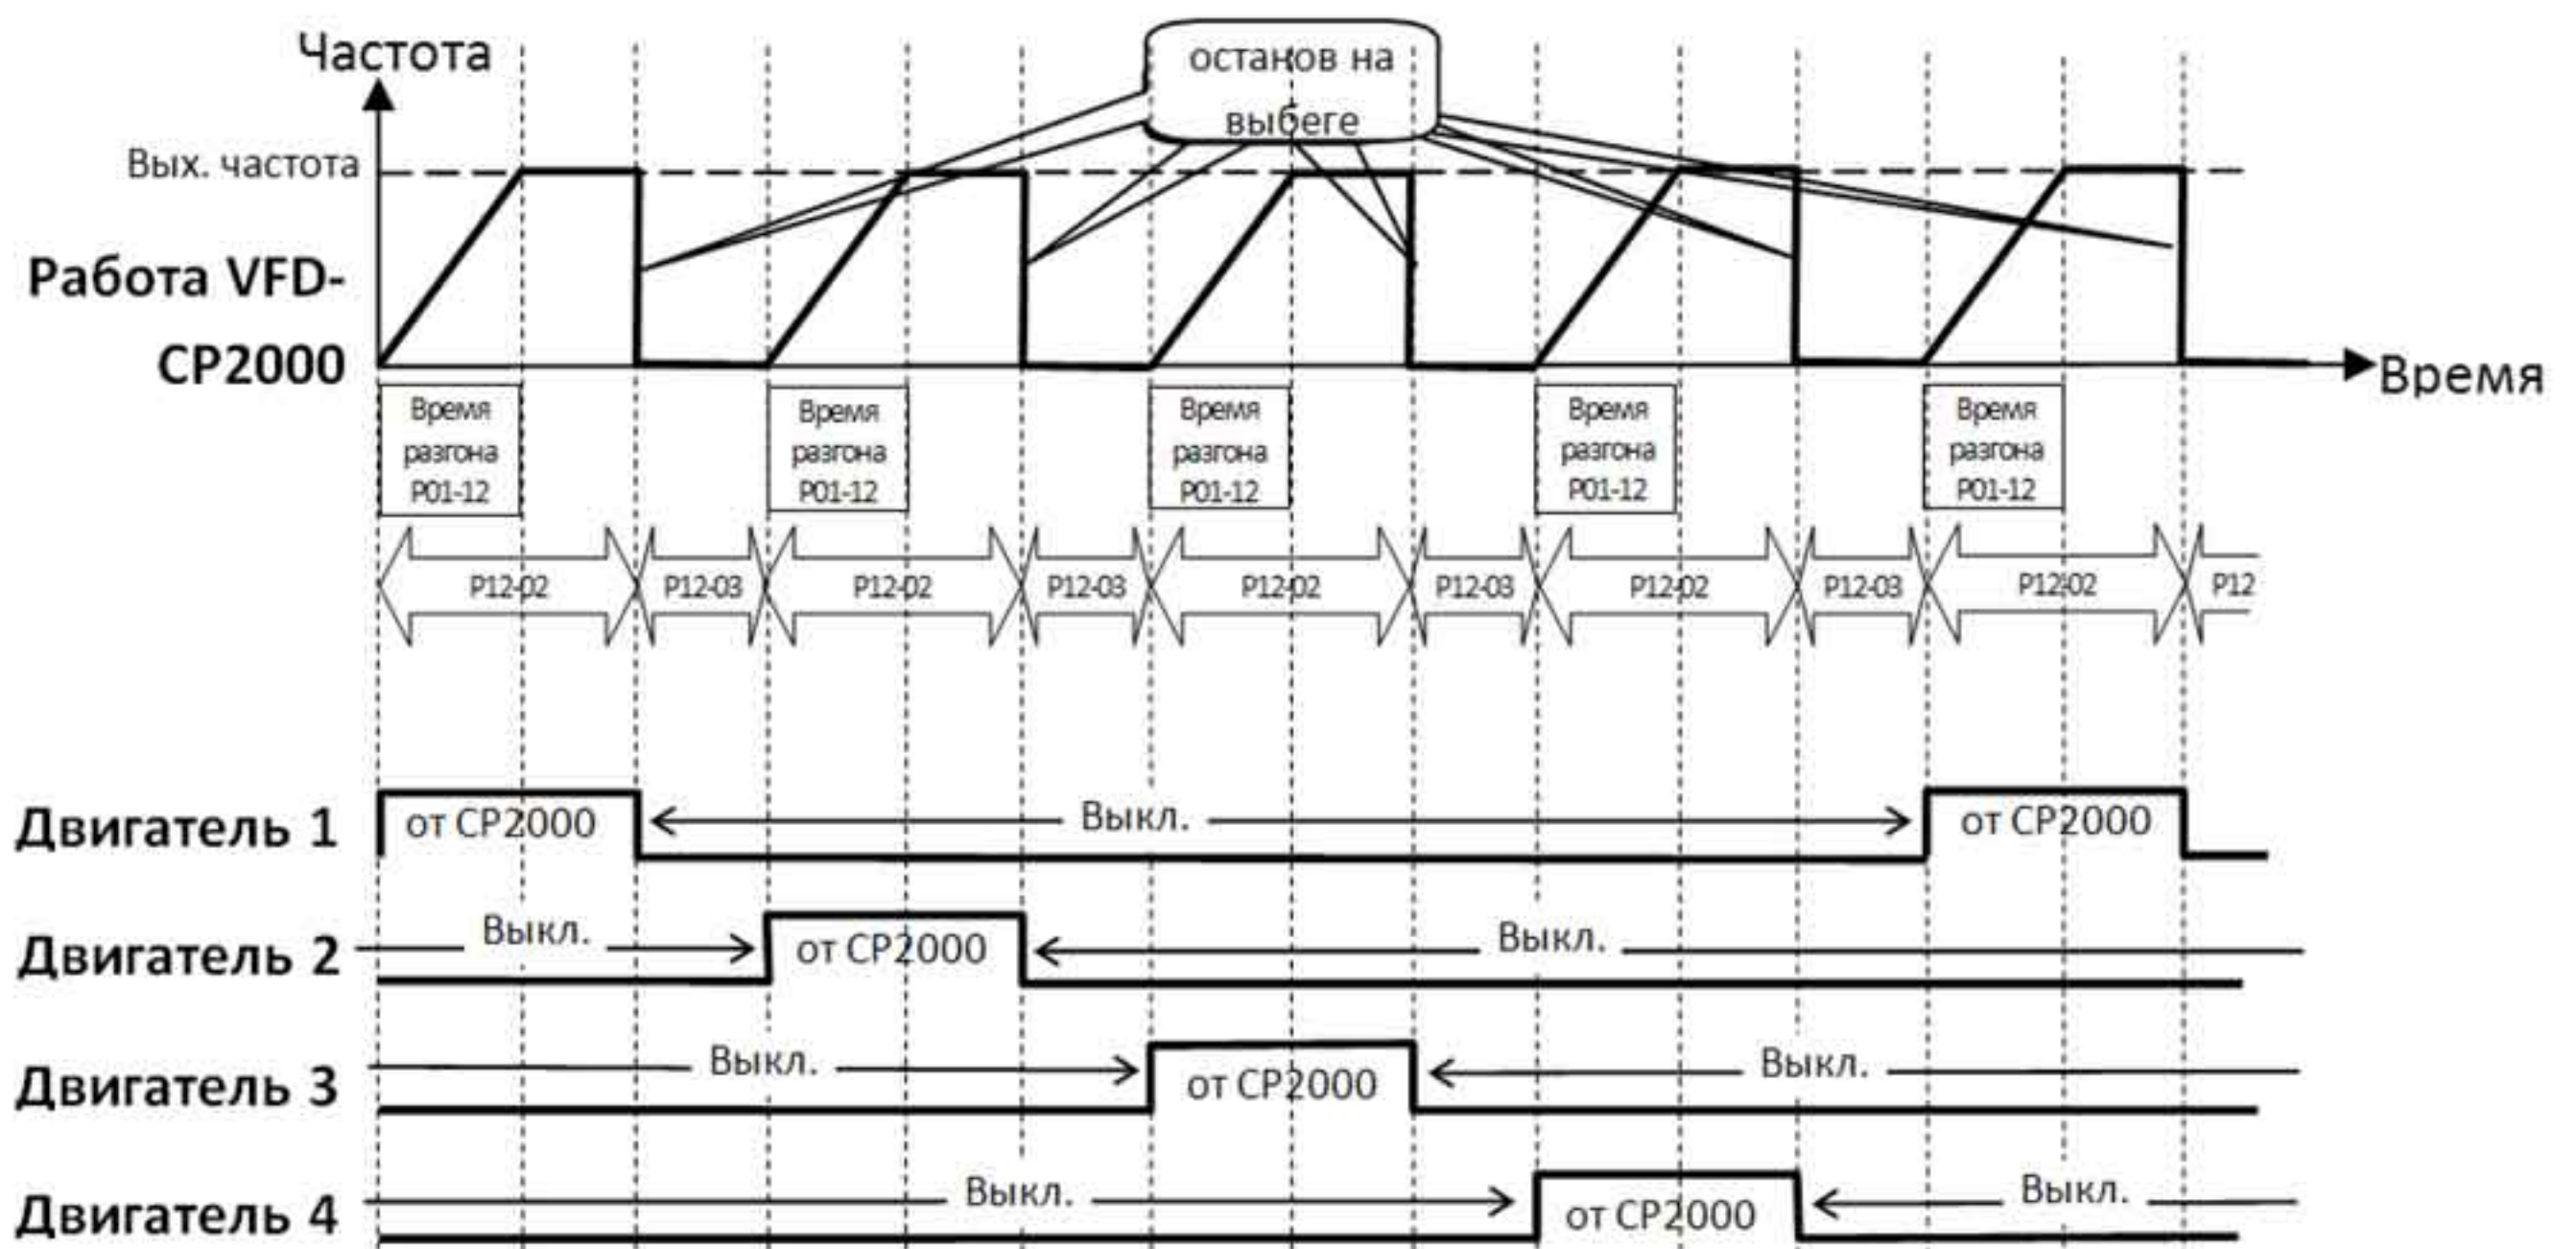 Частота
останов на
выбеге
Вых. частота
Работа VFD-
CP2000
Время
Время
разгона
P01-12
Время
разгона
P01-12
Время
разгона
P01-12
Время
разгона
P01-12
Время
разгона
P01-12
P12-02
P12-03
P12-02
P12-03
P12-02
P12-03
P12-02
P12-03
P12-02
P12
Двигатель 1
от CP2000
Выкл.
от CP2000
Двигатель 2
Выкл.
от CP2000
Выкл.
Двигатель 3
Выкл.
от CP2000
Выкл.
Двигатель 4
Выкл.
от CP2000
Выкл.